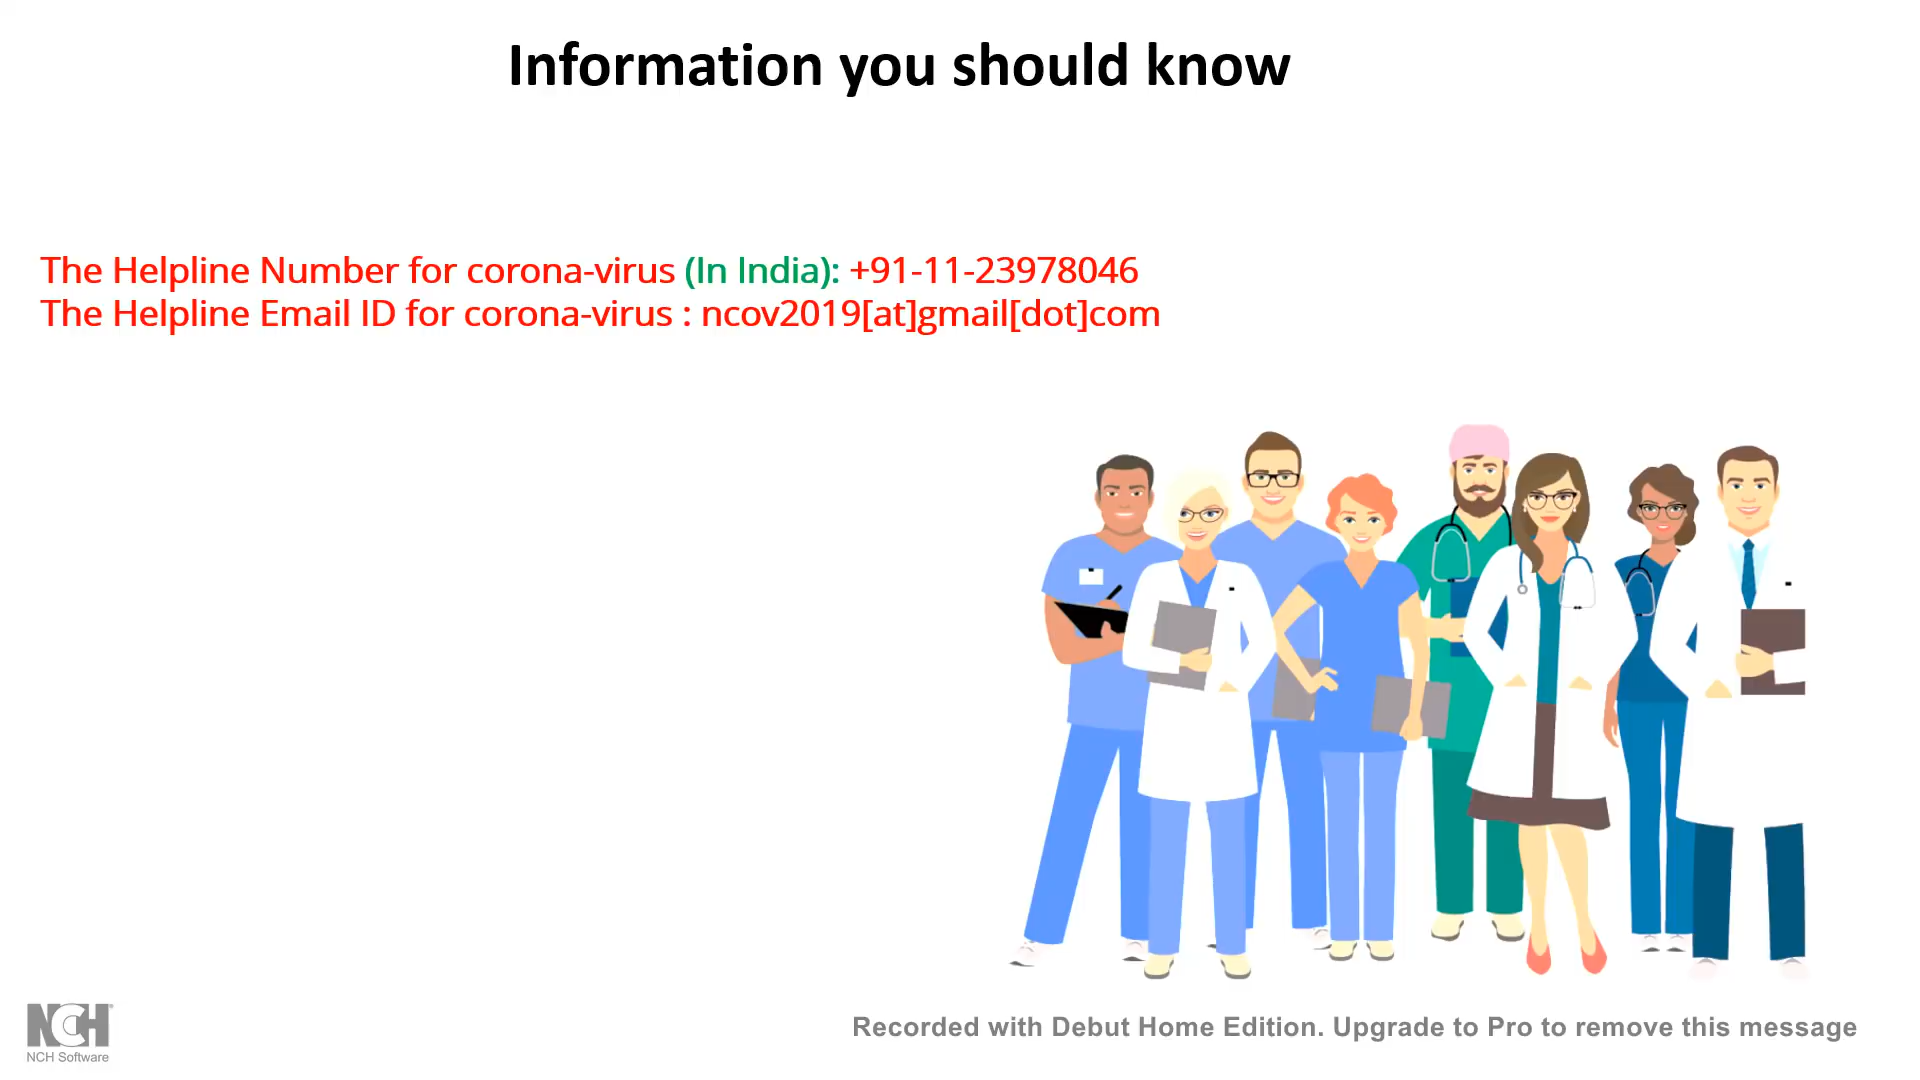 Information you should know
The Helpline Number for corona-virus (In India): +91-11-23978046
The Helpline Email ID for corona-virus : ncov2019[at]gmail[dot]com
NCH
NCH Software
Recorded with Debut Home Edition. Upgrade to Pro to remove this message